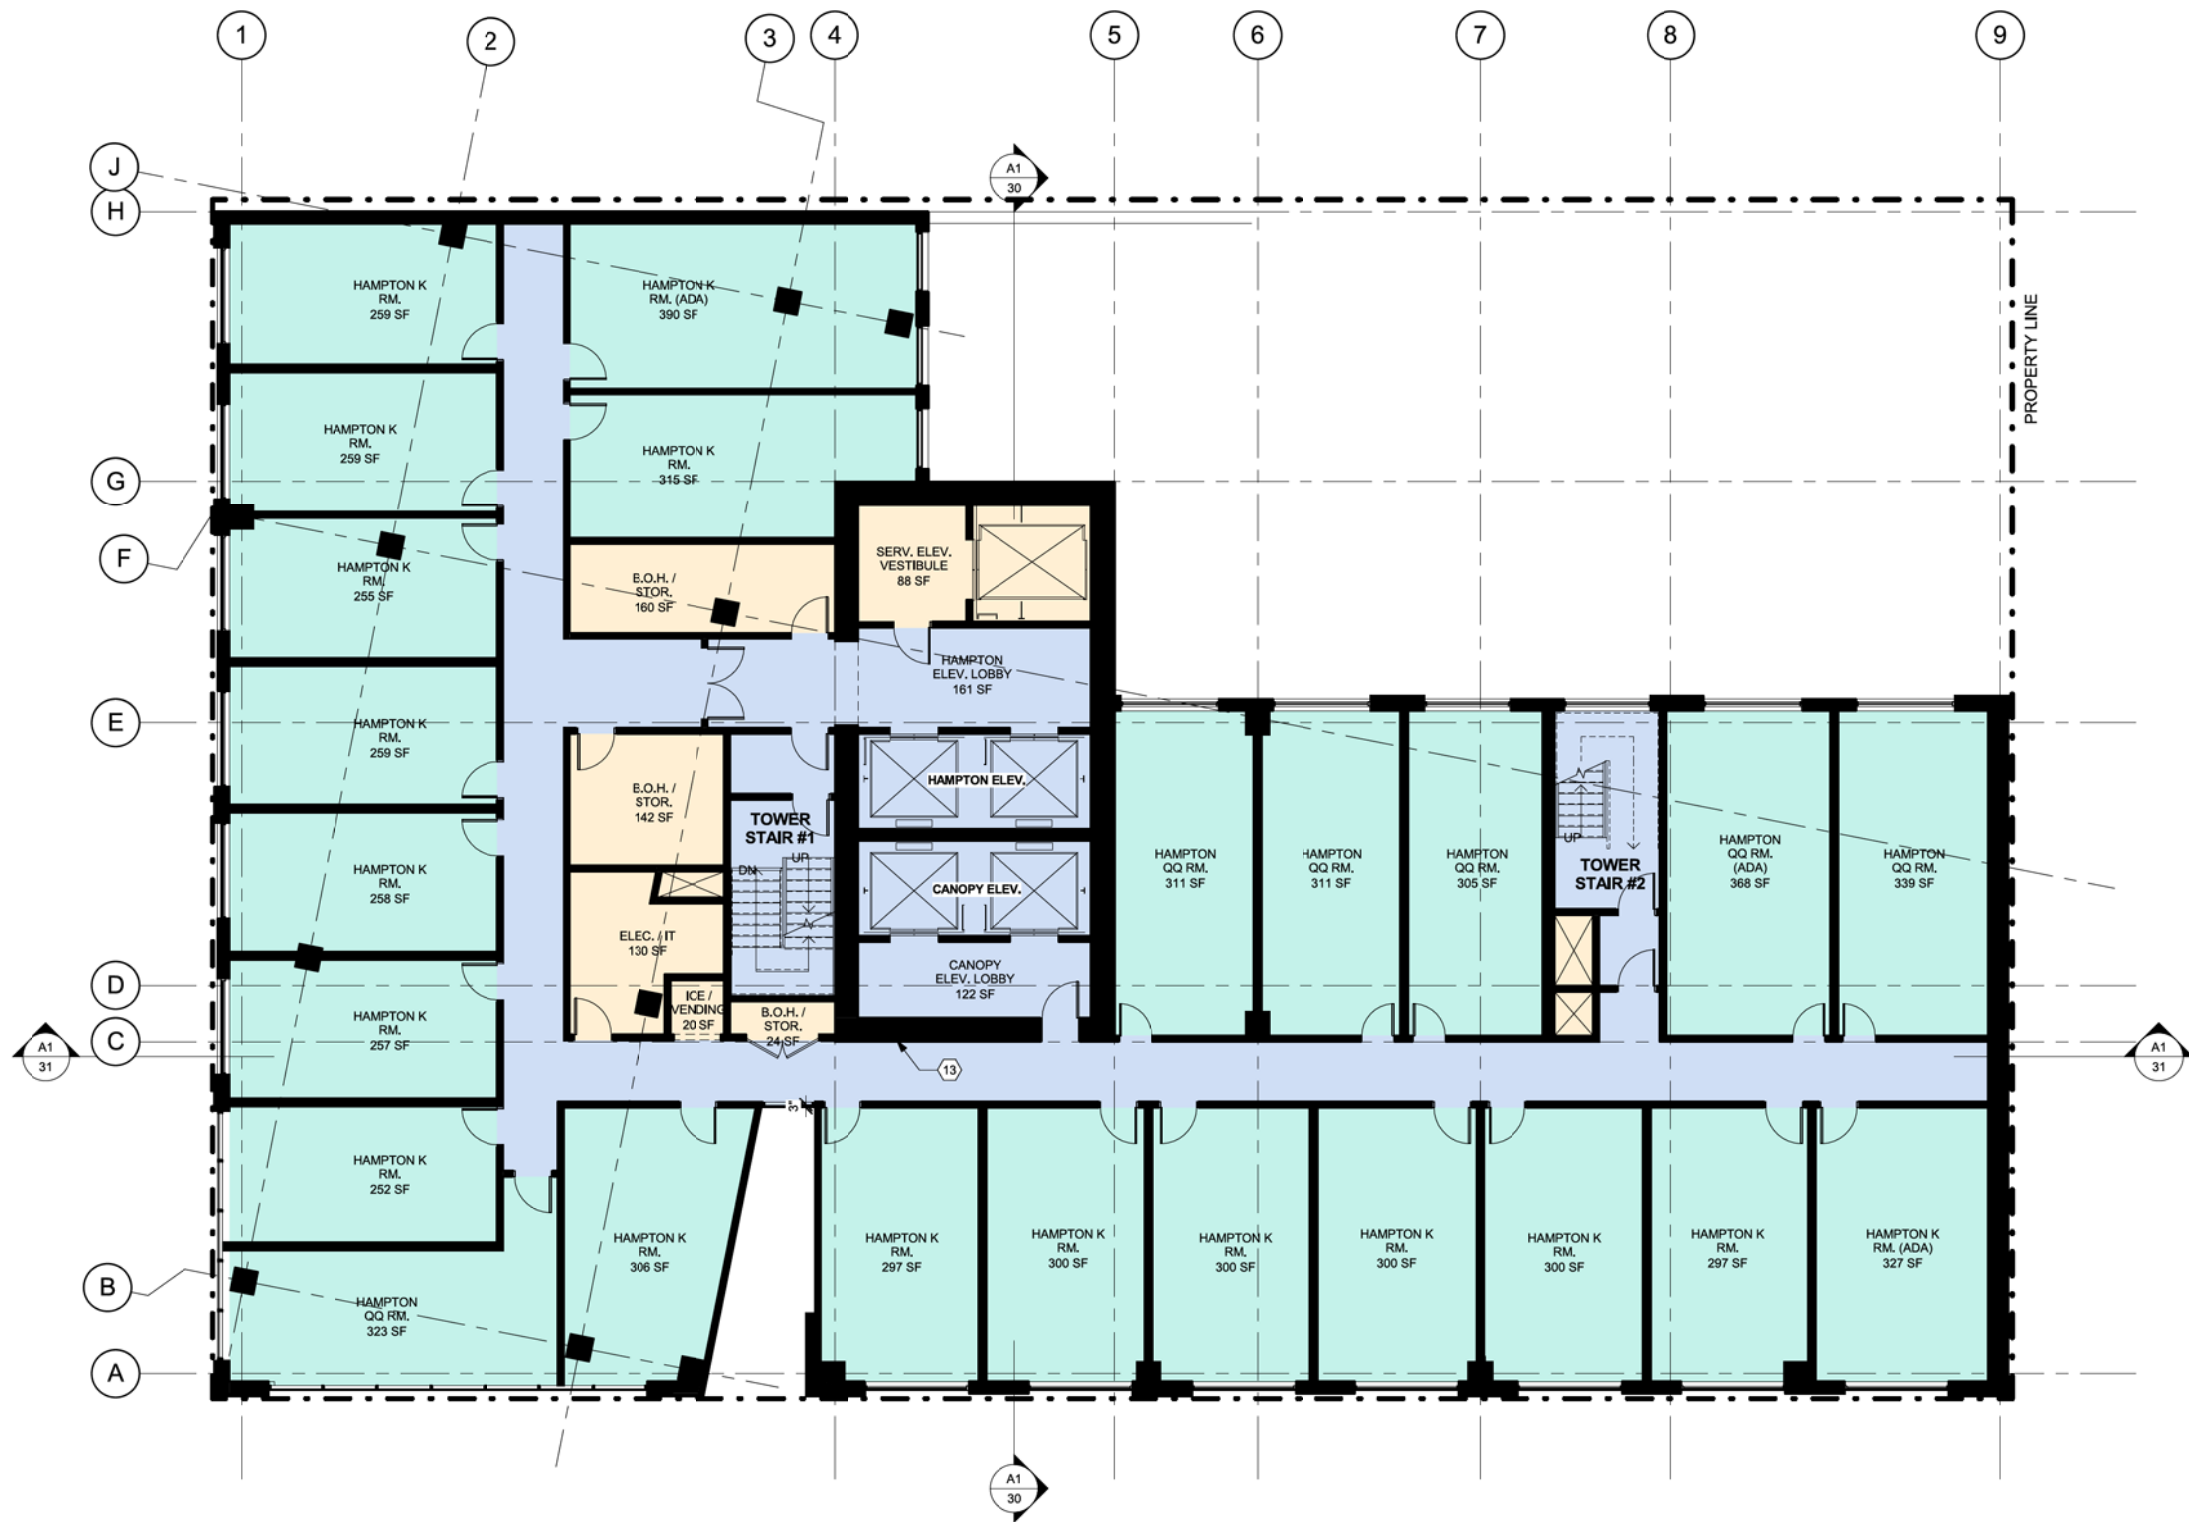 1
2
3
4
5
6
7
8
9
J
H
A1
30
PROPERTY LINE
HAMPTON K
RM.
259 SF
HAMPTON K
RM. (ADA)
390 SF
HAMPTON K
RM.
259 SF
HAMPTON K
RM.
315 SF
G
F
HAMPTON K
RM.
255 SF
B.O.H. /
STOR.
160 SF
SERV. ELEV.
VESTIBULE
88 SF
HAMPTON
ELEV. LOBBY
161 SF
E
HAMPTON K
RM.
259 SF
B.O.H. /
STOR.
142 SF
HAMPTON ELEV.
TOWER
STAIR #1
UP
DN
HAMPTON K
RM.
258 SF
CANOPY ELEV.
HAMPTON
QQ RM.
311 SF
HAMPTON
QQ RM.
311 SF
HAMPTON
QQ RM.
305 SF
UP
TOWER
STAIR #2
HAMPTON
QQ RM.
(ADA)
368 SF
HAMPTON
QQ RM.
339 SF
ELEC. / IT
130 SF
CANOPY
ELEV. LOBBY
122 SF
D
ICE /
VENDING
20 SF
B.O.H. /
STOR.
24 SF
C
A1
31
HAMPTON K
RM.
257 SF
13
A1
31
3"
HAMPTON K
RM.
252 SF
HAMPTON K
RM.
306 SF
HAMPTON K
RM.
297 SF
HAMPTON K
RM.
300 SF
HAMPTON K
RM.
300 SF
HAMPTON K
RM.
300 SF
HAMPTON K
RM.
300 SF
HAMPTON K
RM.
297 SF
HAMPTON K
RM. (ADA)
327 SF
B
HAMPTON
QQ RM.
323 SF
A
A1
30